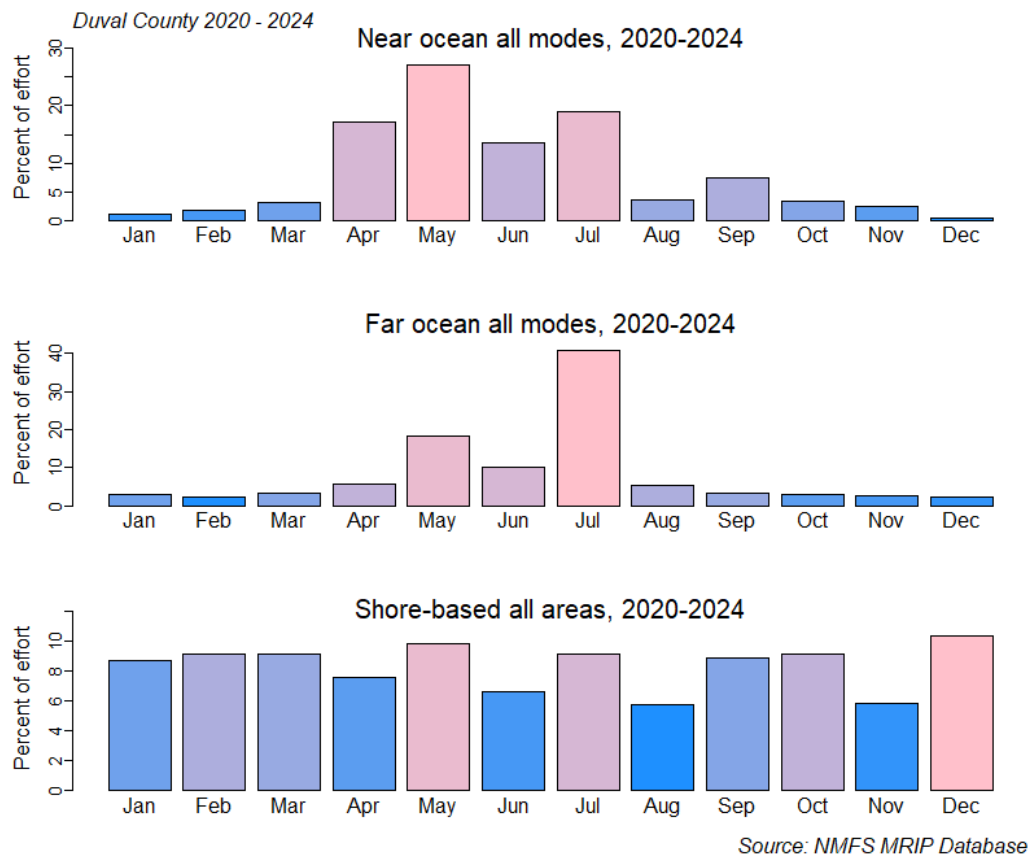 Duval County 2020 - 2024
Near ocean all modes, 2020-2024
Percent of effort
0 5 10 20 30
Jan Feb Mar Apr May Jun Jul Aug Sep Oct Nov Dec
Far ocean all modes, 2020-2024
Percent of effort
0 10 20 30 40
Jan Feb Mar Apr May Jun Jul Aug Sep Oct Nov Dec
Shore-based all areas, 2020-2024
Percent of effort
0 2 4 6 8 10
Jan Feb Mar Apr May Jun Jul Aug Sep Oct Nov Dec
Source: NMFS MRIP Database